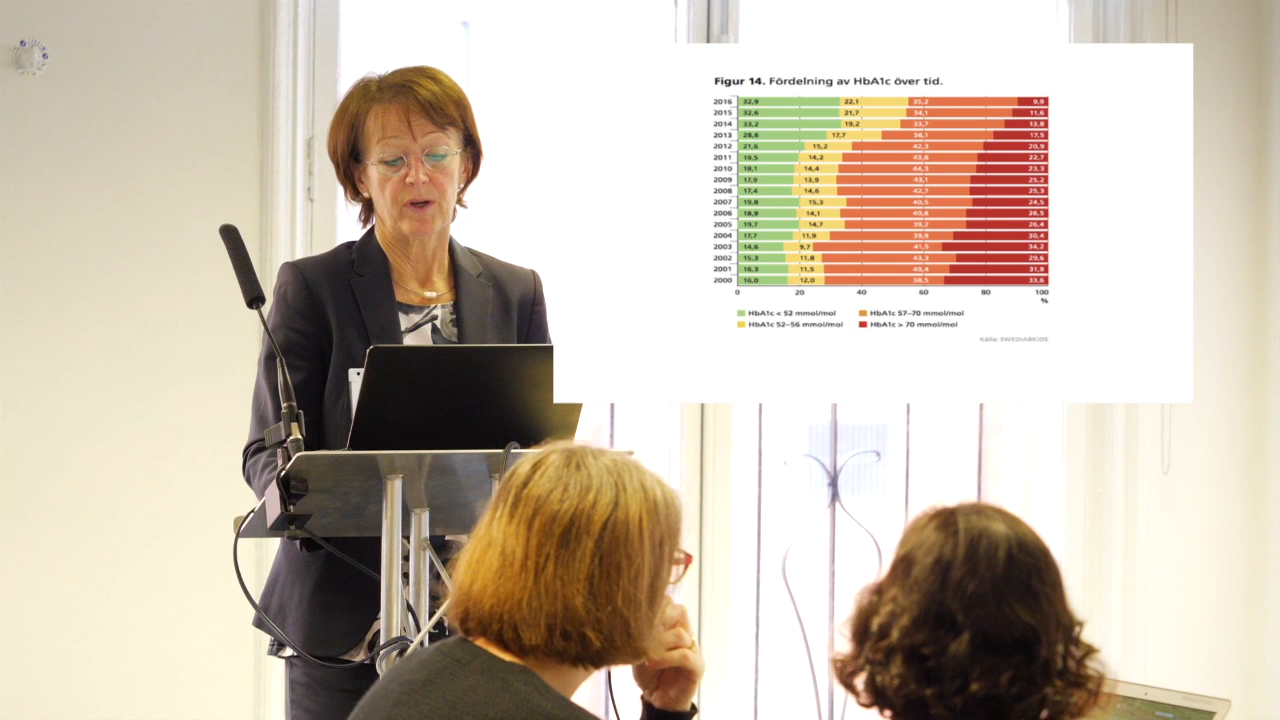 Figur 14. Fördelning av HbA1c över tid.
2016 32,9 22,1 35,2 9,9
2015 32,6 21,7 34,1 11,6
2014 33,2 19,2 33,7 13,8
2013 28,6 17,7 36,1 17,5
2012 21,6 15,2 42,3 20,9
2011 19,5 14,2 43,6 22,7
2010 18,1 14,4 44,3 23,3
2009 17,9 13,9 43,1 25,2
2008 17,4 14,6 42,7 25,3
2007 19,8 15,3 40,5 24,5
2006 18,9 14,1 40,6 26,5
2005 19,7 14,7 39,2 26,4
2004 17,7 11,9 39,9 30,4
2003 14,6 9,7 41,5 34,2
2002 15,3 11,8 43,3 29,6
2001 16,3 11,5 40,4 31,9
2000 16,0 12,0 38,5 33,6
0 20 40 60 80 100
%
HbA1c < 52 mmol/mol HbA1c 57–70 mmol/mol
HbA1c 52–56 mmol/mol HbA1c > 70 mmol/mol
Källa: SWEDIABKIDS